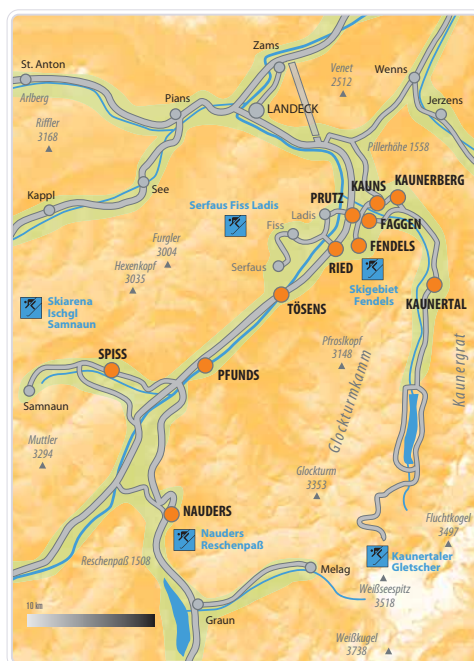 Zams
St. Anton
Venet
2512
Wenns
Arlberg
Pians
LANDECK
Jerzens
Riffler
3168
Pillerhöhe 1558
See
KAUNS
KAUNERBERG
Kappl
Serfaus Fiss Ladis
PRUTZ
Ladis
FAGGEN
Fiss
Furgler
3004
FENDELS
RIED
Hexenkopf
3035
Serfaus
Skigebiet
Fendels
Skiarena
Ischgl
Samnaun
KAUNERTAL
TÖSENS
Pfroslkopf
3148
Kaunergrat
SPISS
PFUNDS
Glockturmkamm
Samnaun
Muttler
3294
Glockturm
3353
NAUDERS
Fluchtkogel
3497
Nauders
Reschenpaß
Kaunertaler
Gletscher
Reschenpaß 1508
Melag
Weißseespitz
3518
10 km
Graun
Weißkugel
3738